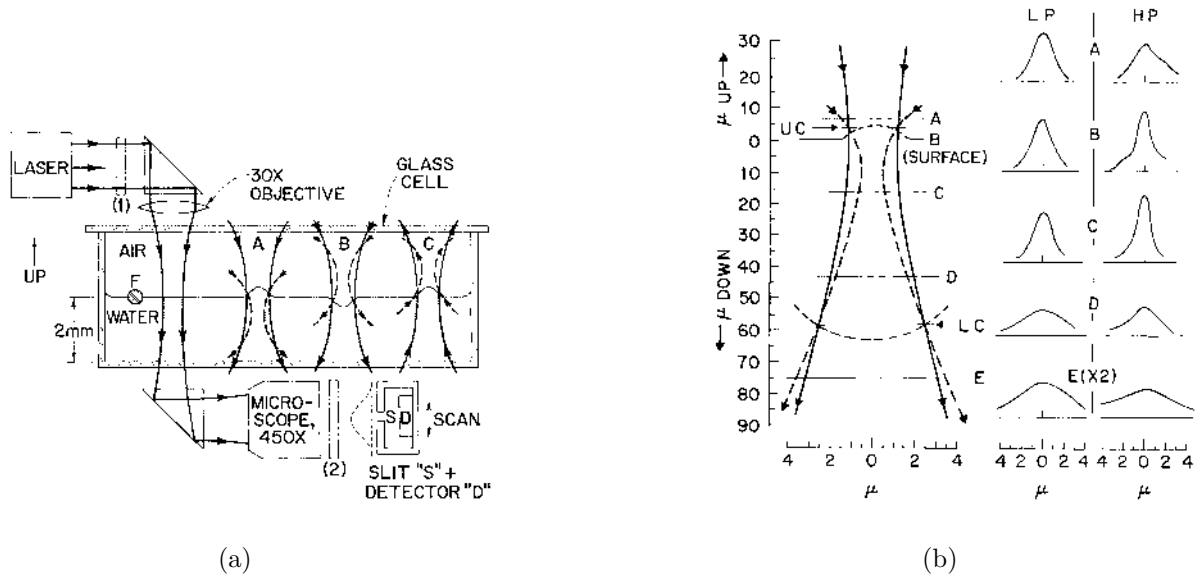 LASER
(1)
30X
OBJECTIVE
GLASS
CELL
UP
AIR
F
WATER
2mm
A
B
C
MICRO-
SCOPE,
450X
(2)
S
D
SCAN
SLIT "S" +
DETECTOR "D"
(a)
μ UP
μ DOWN
30
20
10
0
10
20
30
40
50
60
70
80
90
UC
A
B
(SURFACE)
C
D
LC
E
4 2 0 2 4
μ
LP HP
A
B
C
D
E(X2)
4 2 0 2 4 4 2 0 2 4
μ μ
(b)